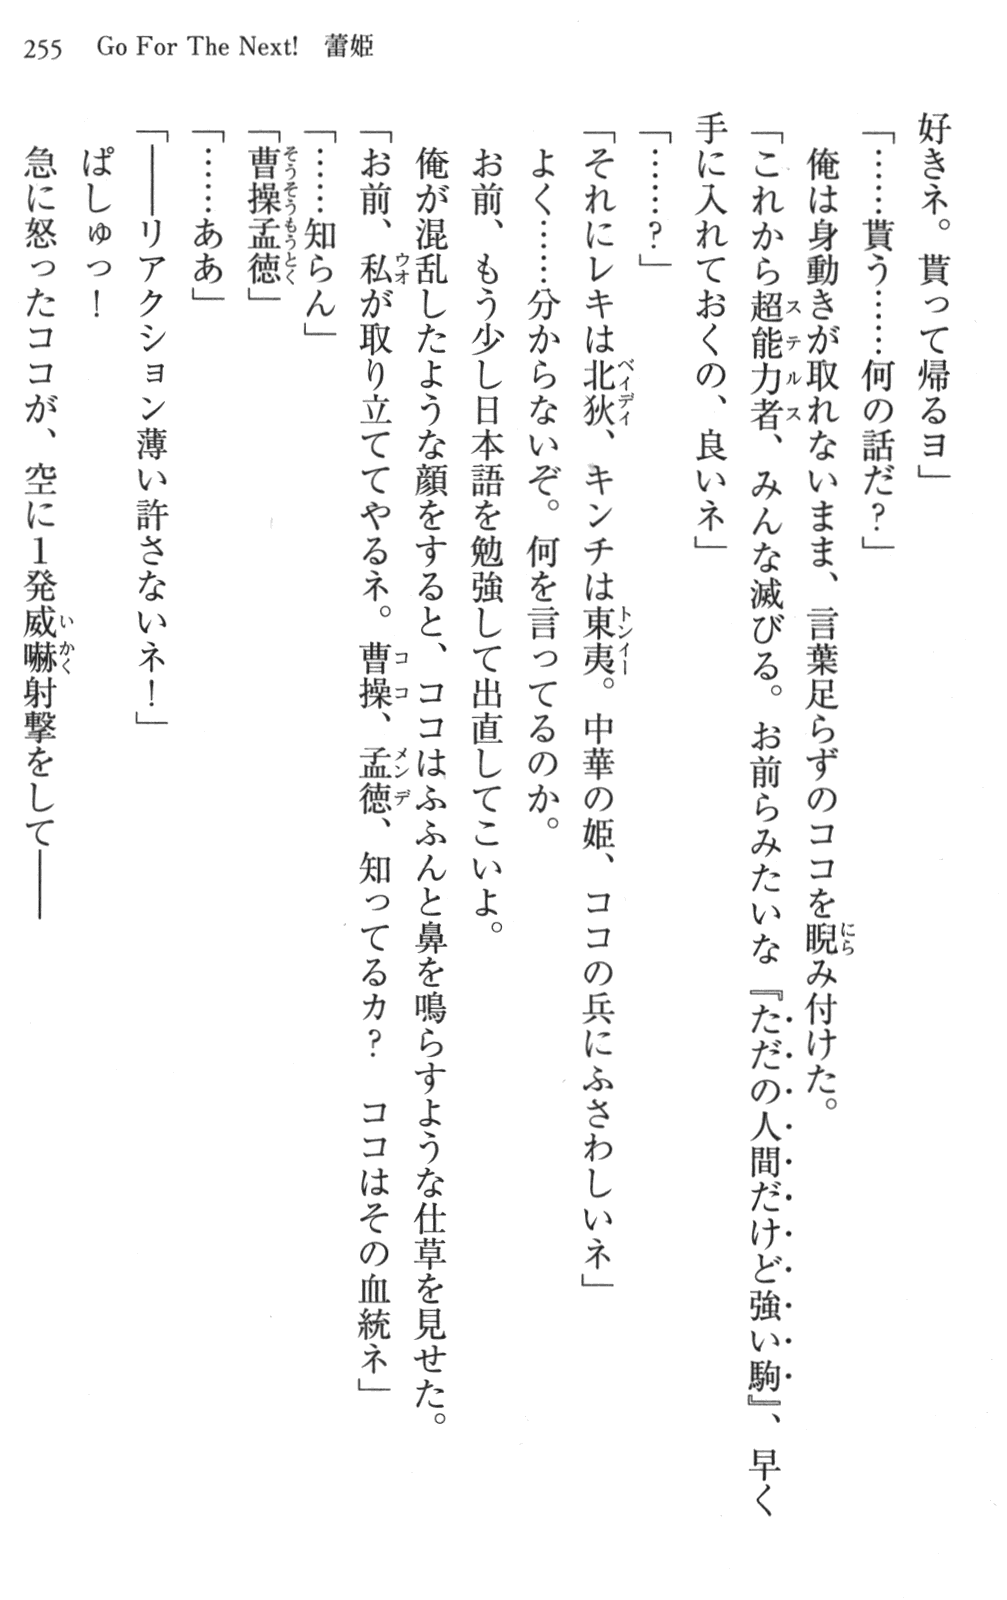 255 Go For The Next! 蕾姫
好きネ。貰って帰るヨ」
「……貰う……何の話だ?」
俺は身動きが取れないまま、言葉足らずのココを睨み付けた。
「これから超能力者、みんな滅びる。お前らみたいな『ただの人間だけど強い駒』、早く
手に入れておくの、良いネ」
「……?」
「それにレキは北狄、キンチは東夷。中華の姫、ココの兵にふさわしいネ」
よく……分からないぞ。何を言ってるのか。
お前、もう少し日本語を勉強して出直してこいよ。
俺が混乱したような顔をすると、ココはふふんと鼻を鳴らすような仕草を見せた。
「お前、私が取り立ててやるネ。曹操、孟徳、知ってるカ? ココはその血統ネ」
「……知らん」
「曹操孟徳」
「……ああ」
「――リアクション薄い許さないネ!」
ぱしゅっ!
急に怒ったココが、空に1発威嚇射撃をして――